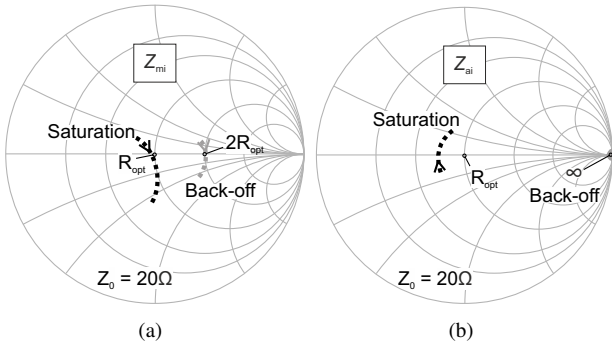 Z_mi
Saturation
R_opt
2R_opt
Back-off
Z_0 = 20Ω
(a)
Z_ai
Saturation
R_opt
∞
Back-off
Z_0 = 20Ω
(b)